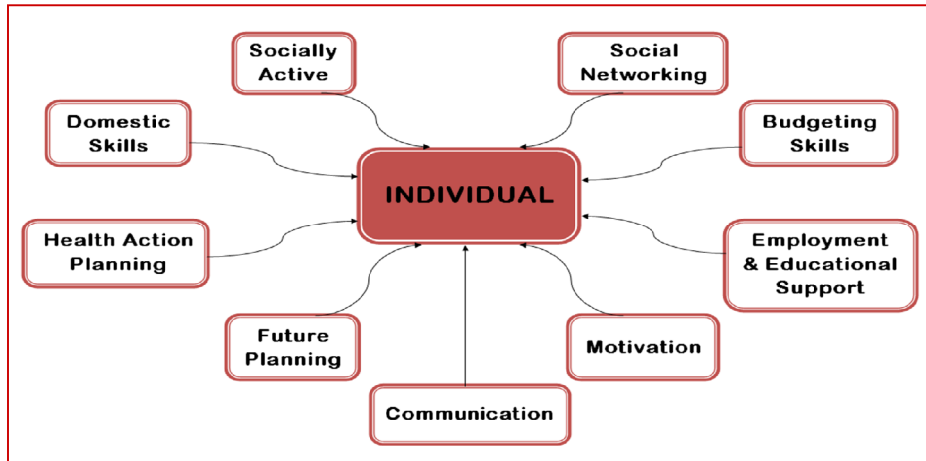 Socially
Active
Social
Networking
Domestic
Skills
Budgeting
Skills
INDIVIDUAL
Health Action
Planning
Employment
& Educational
Support
Future
Planning
Motivation
Communication